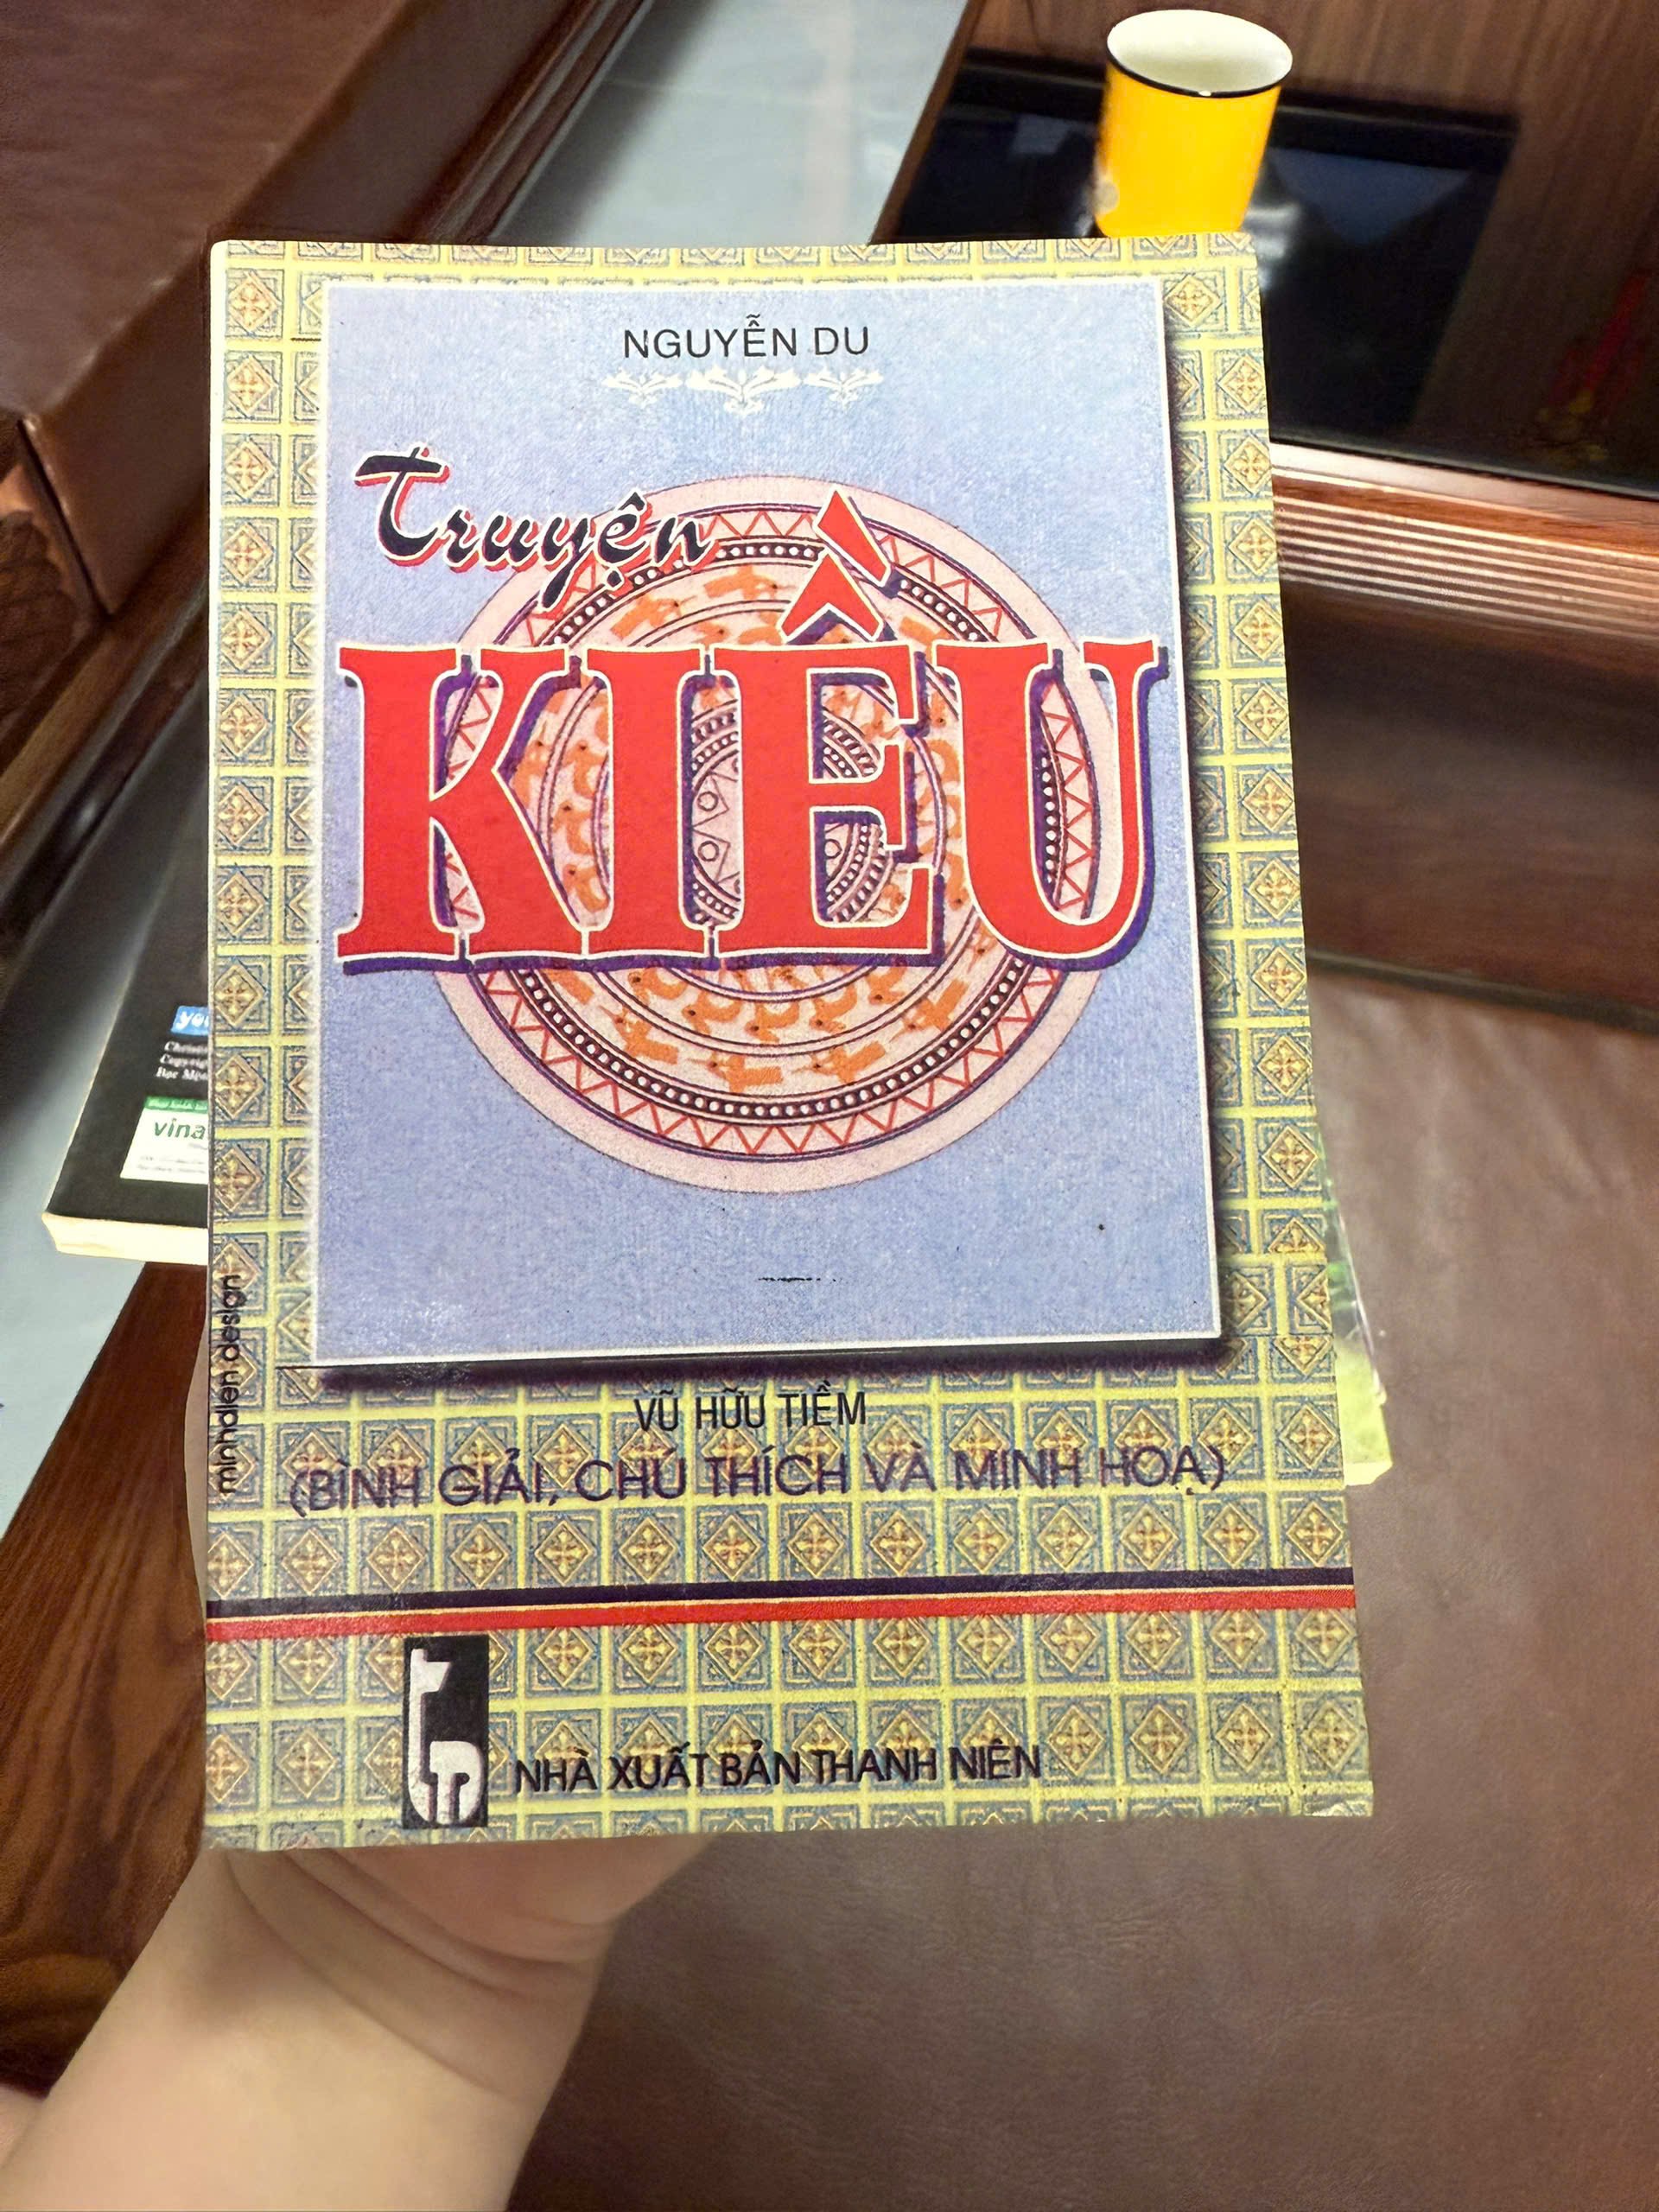 NGUYỄN DU
Truyện
KIỀU
minhdien design
VŨ HỮU TIỀM
(BÌNH GIẢI, CHÚ THÍCH VÀ MINH HOẠ)
NHÀ XUẤT BẢN THANH NIÊN
vina